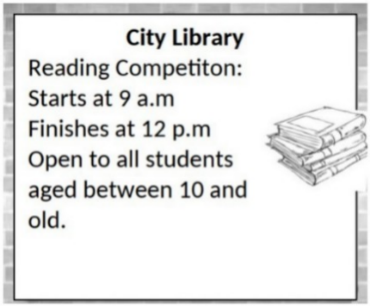 City Library
Reading Competiton:
Starts at 9 a.m
Finishes at 12 p.m
Open to all students
aged between 10 and
old.